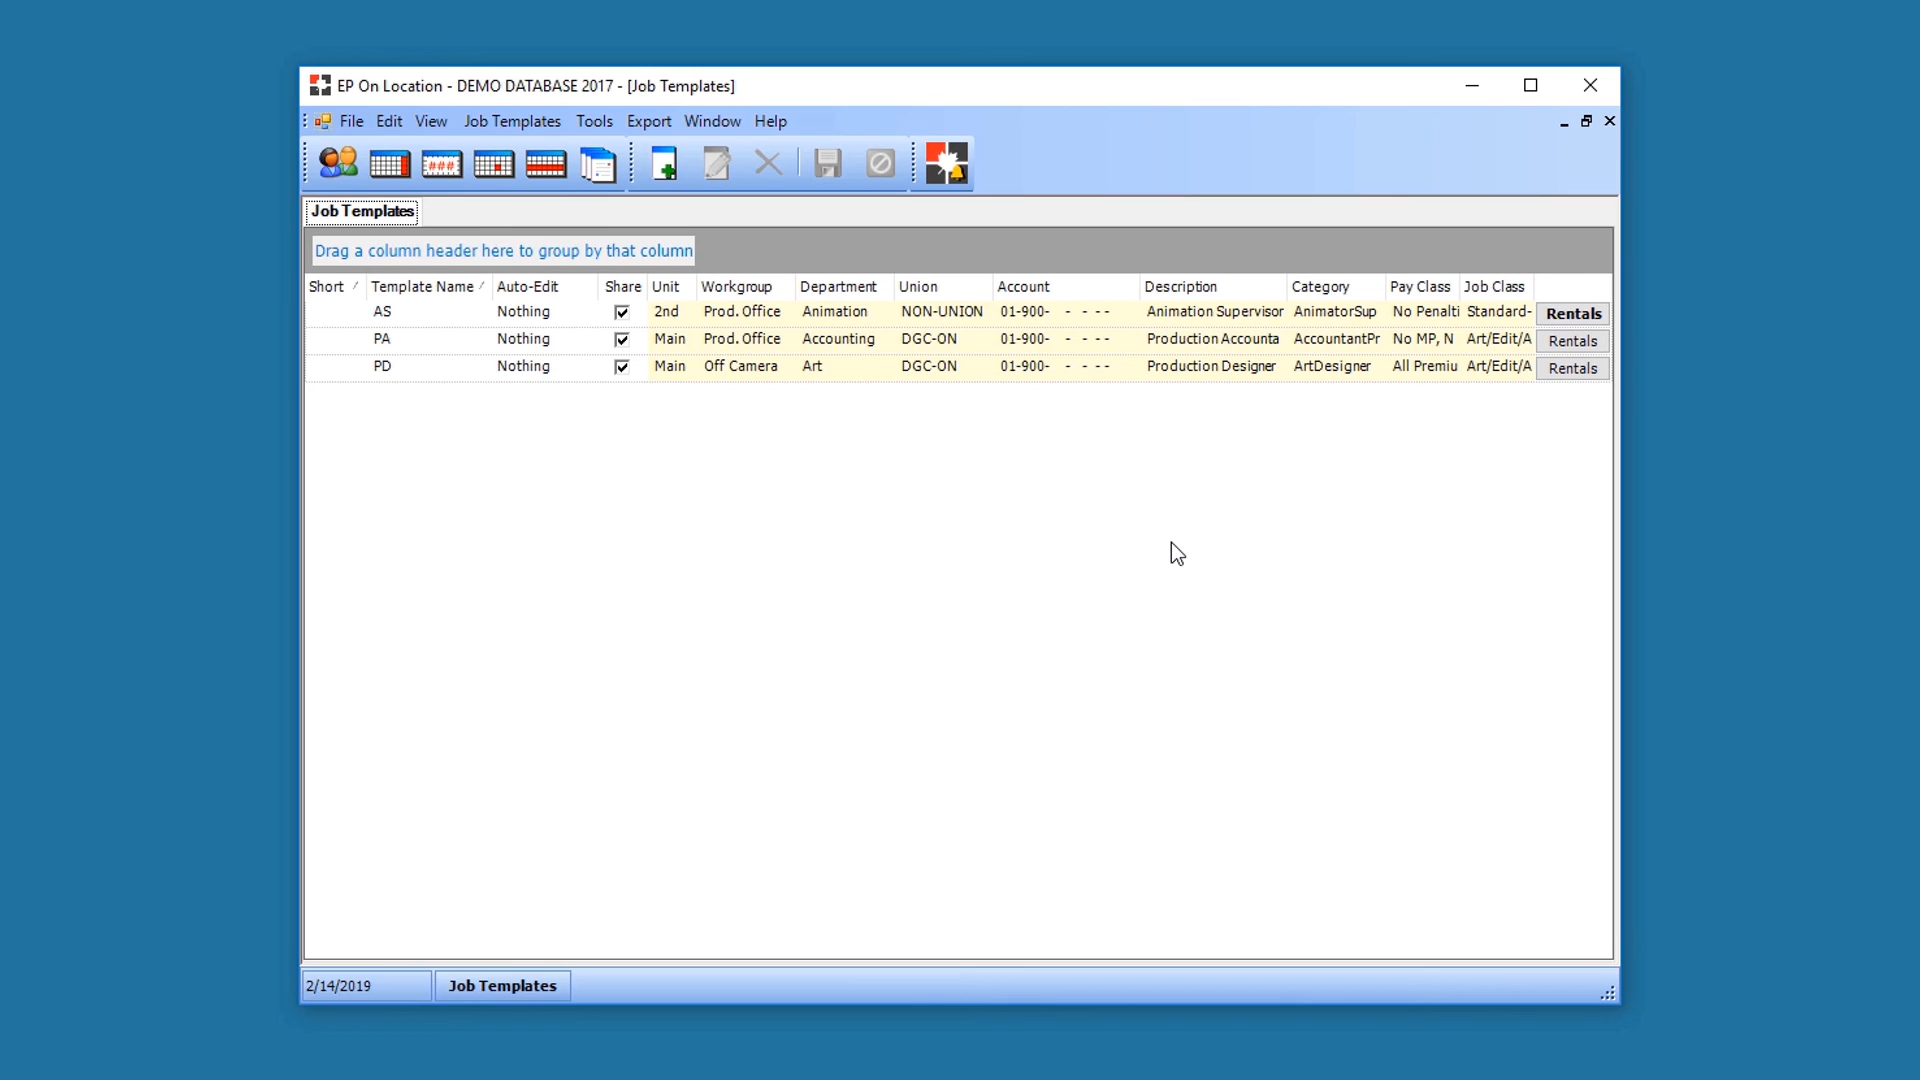 EP On Location - DEMO DATABASE 2017 - [Job Templates]
File Edit View Job Templates Tools Export Window Help
###
Job Templates
Drag a column header here to group by that column
Short Template Name Auto-Edit Share Unit Workgroup Department Union Account Description Category Pay Class Job Class
AS Nothing 2nd Prod. Office Animation NON-UNION 01-900- - - - - Animation Supervisor AnimatorSup No Penalti Standard- Rentals
PA Nothing Main Prod. Office Accounting DGC-ON 01-900- - - - - Production Accounta AccountantPr No MP, N Art/Edit/A Rentals
PD Nothing Main Off Camera Art DGC-ON 01-900- - - - - Production Designer ArtDesigner All Premiu Art/Edit/A Rentals
2/14/2019 Job Templates